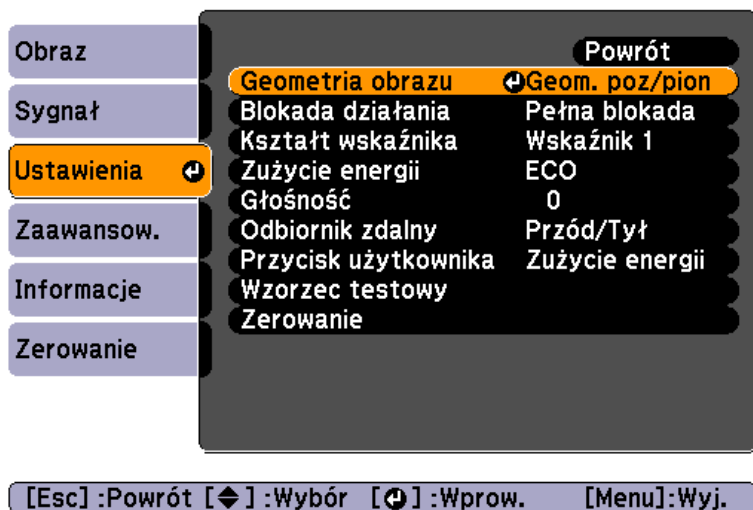 Obraz
Sygnał
Ustawienia
Zaawansow.
Informacje
Zerowanie
Powrót
Geometria obrazu Geom. poz/pion
Blokada działania Pełna blokada
Kształt wskaźnika Wskaźnik 1
Zużycie energii ECO
Głośność 0
Odbiornik zdalny Przód/Tył
Przycisk użytkownika Zużycie energii
Wzorzec testowy
Zerowanie
[Esc] :Powrót [◆] :Wybór [↵] :Wprow. [Menu]:Wyj.